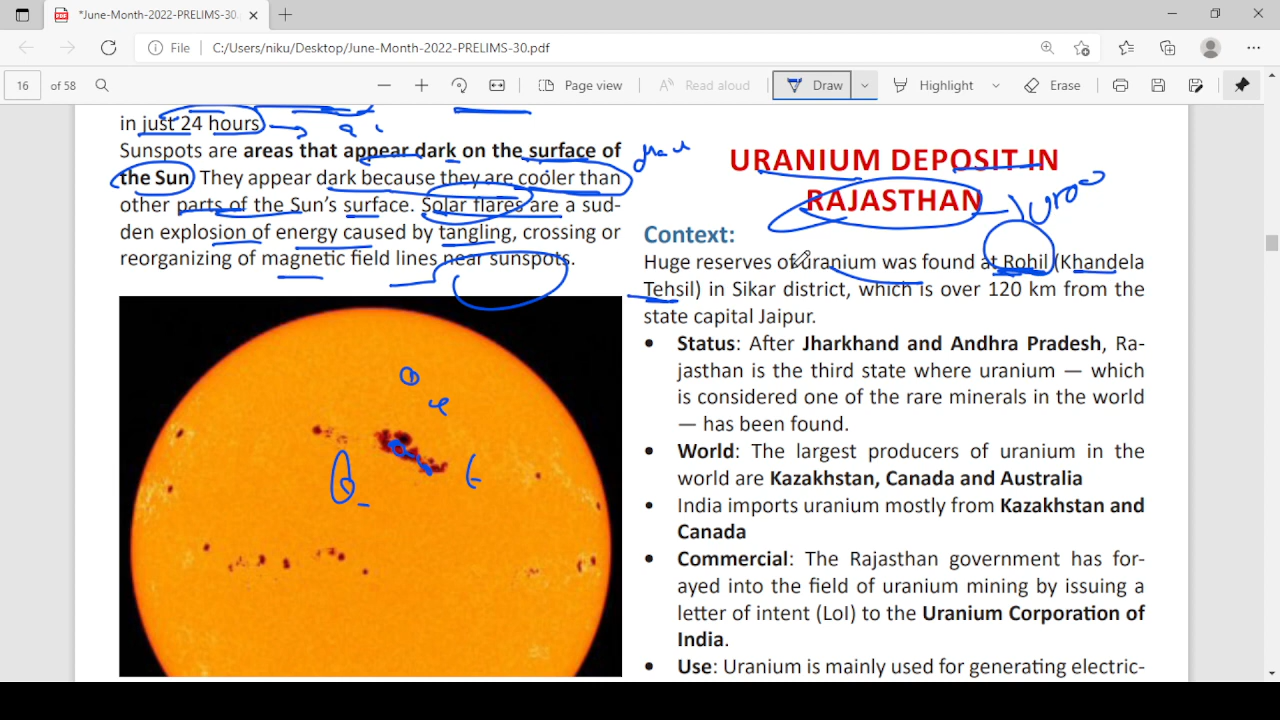 *June-Month-2022-PRELIMS-30.
File
C:/Users/niku/Desktop/June-Month-2022-PRELIMS-30.pdf
16 of 58
Page view
Read aloud
Draw
Highlight
Erase
in just 24 hours
Sunspots are areas that appear dark on the surface of
the Sun. They appear dark because they are cooler than
other parts of the Sun's surface. Solar flares are a sud-
den explosion of energy caused by tangling, crossing or
reorganizing of magnetic field lines near sunspots.
URANIUM DEPOSIT IN
RAJASTHAN
Context:
Huge reserves of uranium was found at Rohil (Khandela
Tehsil) in Sikar district, which is over 120 km from the
state capital Jaipur.
• Status: After Jharkhand and Andhra Pradesh, Ra-
jasthan is the third state where uranium — which
is considered one of the rare minerals in the world
— has been found.
• World: The largest producers of uranium in the
world are Kazakhstan, Canada and Australia
• India imports uranium mostly from Kazakhstan and
Canada
• Commercial: The Rajasthan government has for-
ayed into the field of uranium mining by issuing a
letter of intent (LoI) to the Uranium Corporation of
India.
• Use: Uranium is mainly used for generating electric-